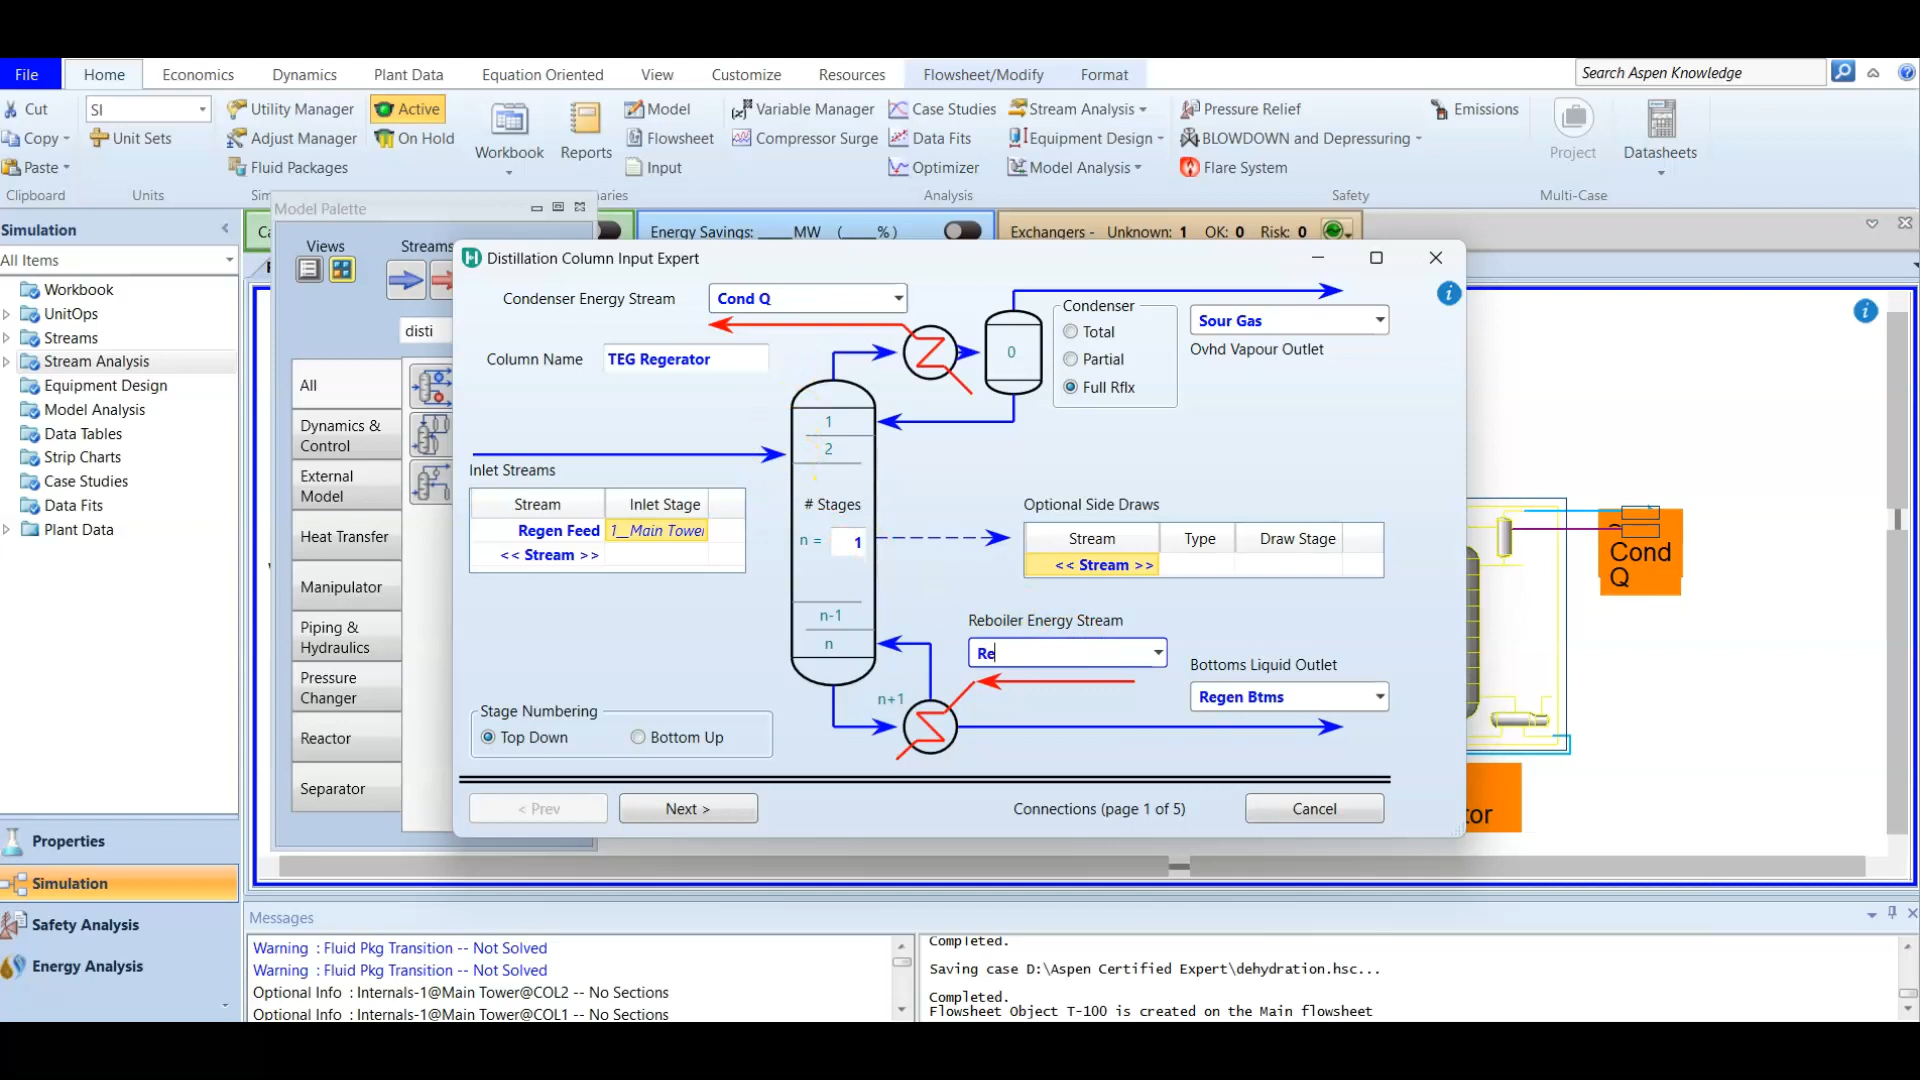 File Home Economics Dynamics Plant Data Equation Oriented View Customize Resources Flowsheet/Modify Format Search Aspen Knowledge
Cut SI Utility Manager Active Model Variable Manager Case Studies Stream Analysis Pressure Relief Emissions
Copy Unit Sets Adjust Manager On Hold Workbook Reports Flowsheet Compressor Surge Data Fits Equipment Design BLOWDOWN and Depressuring Project Datasheets
Paste Fluid Packages Input Optimizer Model Analysis Flare System
Clipboard Units Sim aries Analysis Safety Multi-Case
Simulation
All Items
Workbook
UnitOps
Streams
Stream Analysis
Equipment Design
Model Analysis
Data Tables
Strip Charts
Case Studies
Data Fits
Plant Data
Properties
Simulation
Safety Analysis
Energy Analysis
Model Palette
Views Streams
disti
All
Dynamics &
Control
External
Model
Heat Transfer
Manipulator
Piping &
Hydraulics
Pressure
Changer
Reactor
Separator
Ca Energy Savings: ____MW (____%) Exchangers - Unknown: 1 OK: 0 Risk: 0
Distillation Column Input Expert
Condenser Energy Stream Cond Q
Column Name TEG Regerator
Condenser
Total
Partial
Full Rflx
Sour Gas
Ovhd Vapour Outlet
0
1
2
# Stages
n = 1
n-1
n
n+1
Inlet Streams
Stream Inlet Stage
Regen Feed 1__Main Tower
<< Stream >>
Optional Side Draws
Stream Type Draw Stage
<< Stream >>
Reboiler Energy Stream
Re
Bottoms Liquid Outlet
Regen Btms
Stage Numbering
Top Down Bottom Up
< Prev Next > Connections (page 1 of 5) Cancel
Cond
Q
tor
Messages
Warning : Fluid Pkg Transition -- Not Solved
Warning : Fluid Pkg Transition -- Not Solved
Optional Info : Internals-1@Main Tower@COL2 -- No Sections
Optional Info : Internals-1@Main Tower@COL1 -- No Sections
Completed.
Saving case D:\Aspen Certified Expert\dehydration.hsc...
Completed.
Flowsheet Object T-100 is created on the Main flowsheet